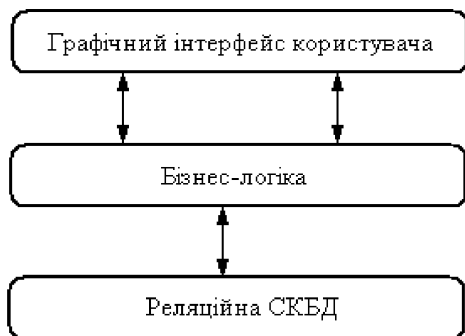 Графічний інтерфейс користувача
Бізнес-логіка
Реляційна СКБД